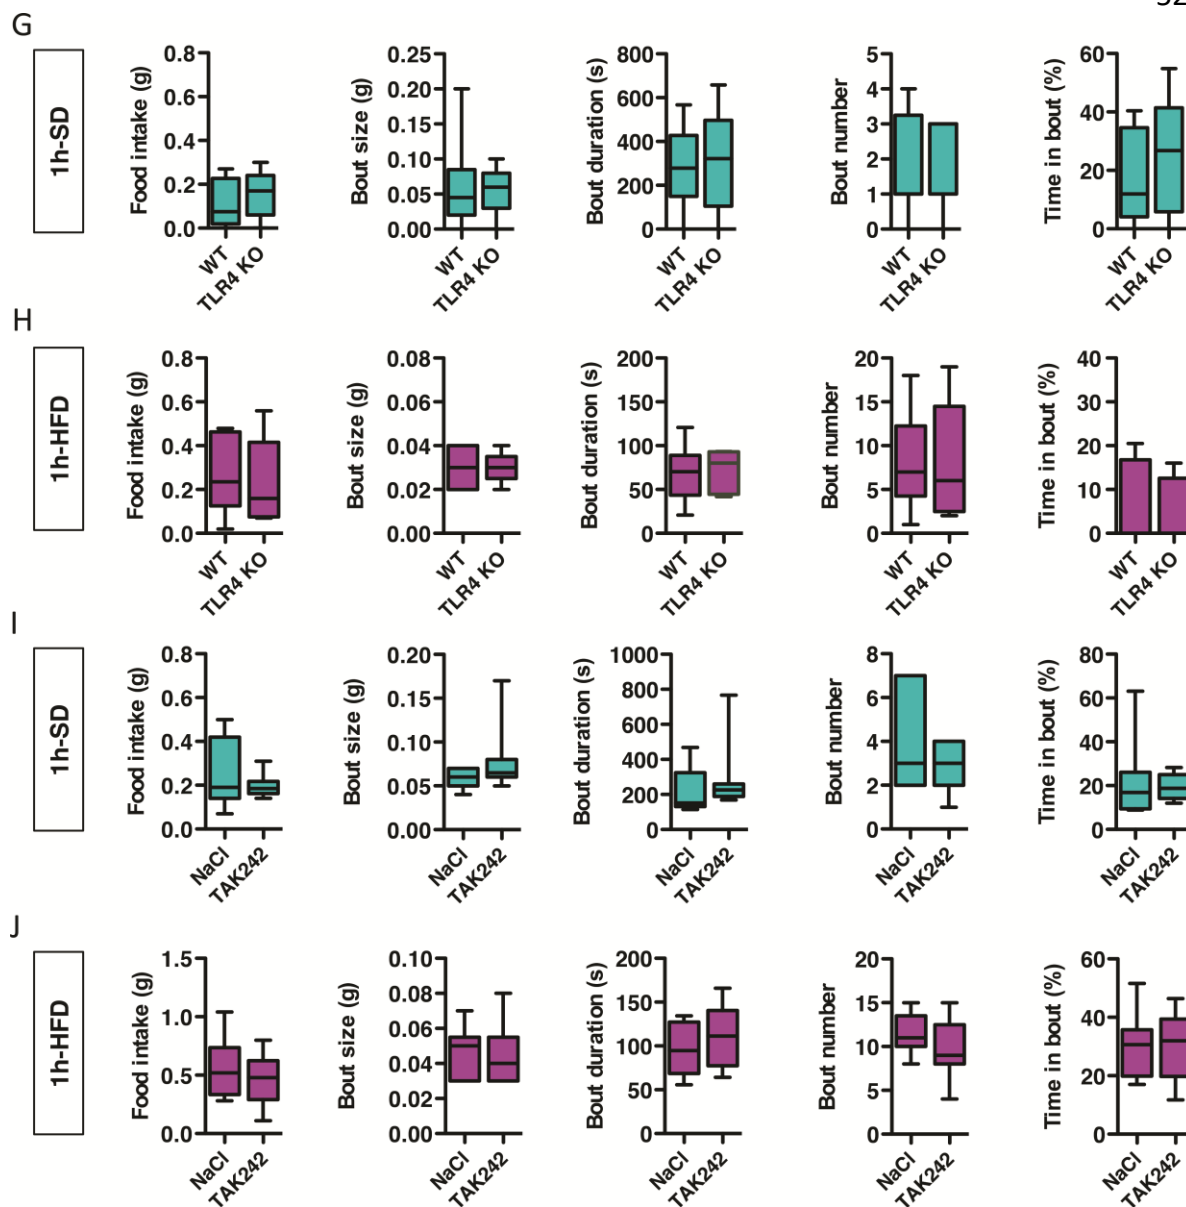 G
1h-SD
Food intake (g)
0.8
0.6
0.4
0.2
0.0
WT
TLR4 KO
Bout size (g)
0.25
0.20
0.15
0.10
0.05
0.00
WT
TLR4 KO
Bout duration (s)
800
600
400
200
0
WT
TLR4 KO
Bout number
5
4
3
2
1
0
WT
TLR4 KO
Time in bout (%)
60
40
20
0
WT
TLR4 KO
H
1h-HFD
Food intake (g)
0.8
0.6
0.4
0.2
0.0
WT
TLR4 KO
Bout size (g)
0.08
0.06
0.04
0.02
0.00
WT
TLR4 KO
Bout duration (s)
200
150
100
50
0
WT
TLR4 KO
Bout number
20
15
10
5
0
WT
TLR4 KO
Time in bout (%)
40
30
20
10
0
WT
TLR4 KO
I
1h-SD
Food intake (g)
0.8
0.6
0.4
0.2
0.0
NaCl
TAK242
Bout size (g)
0.20
0.15
0.10
0.05
0.00
NaCl
TAK242
Bout duration (s)
1000
800
600
400
200
0
NaCl
TAK242
Bout number
8
6
4
2
0
NaCl
TAK242
Time in bout (%)
80
60
40
20
0
NaCl
TAK242
J
1h-HFD
Food intake (g)
1.5
1.0
0.5
0.0
NaCl
TAK242
Bout size (g)
0.10
0.08
0.06
0.04
0.02
0.00
NaCl
TAK242
Bout duration (s)
200
150
100
50
0
NaCl
TAK242
Bout number
20
15
10
5
0
NaCl
TAK242
Time in bout (%)
60
40
20
0
NaCl
TAK242